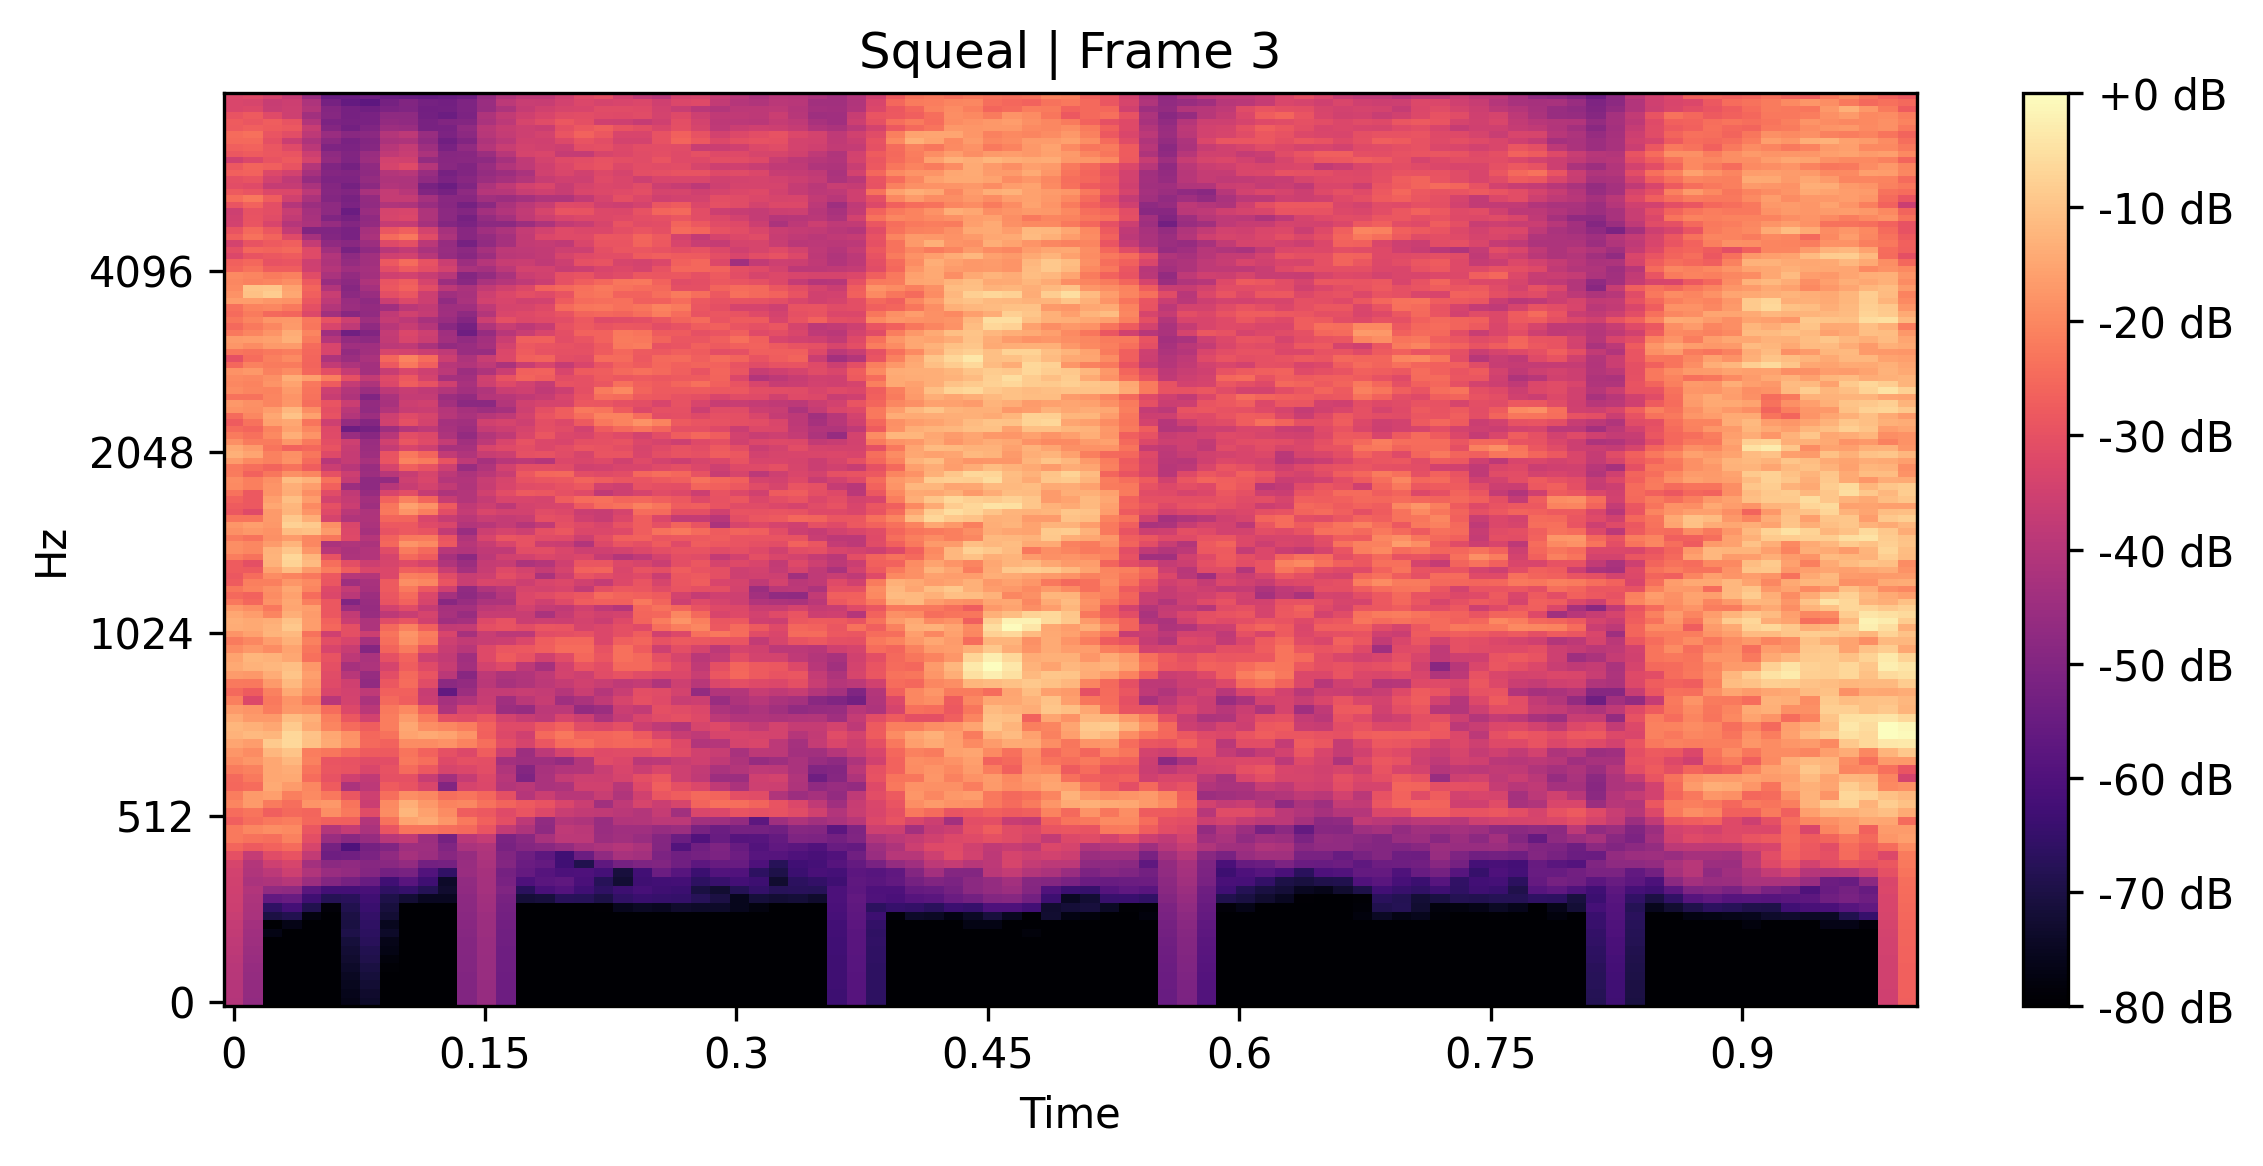 Squeal | Frame 3
+0 dB
-10 dB
4096
-20 dB
-30 dB
2048
Hz
-40 dB
1024
-50 dB
-60 dB
512
-70 dB
0
-80 dB
0
0.15
0.3
0.45
0.6
0.75
0.9
Time